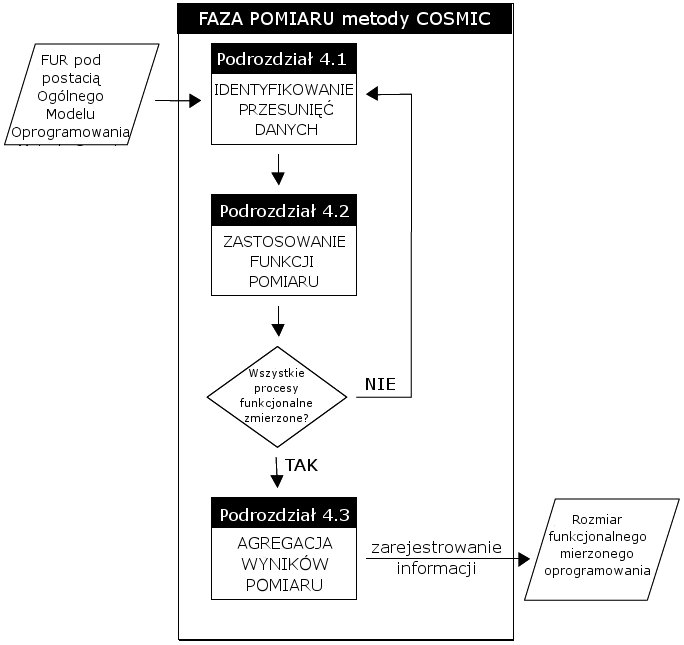 FAZA POMIARU metody COSMIC
FUR pod
postacią
Ogólnego
Modelu
Oprogramowania
Podrozdział 4.1
IDENTYFIKOWANIE
PRZESUNIĘĆ
DANYCH
Podrozdział 4.2
ZASTOSOWANIE
FUNKCJI
POMIARU
Wszystkie
procesy
funkcjonalne
zmierzone?
NIE
TAK
Podrozdział 4.3
AGREGACJA
WYNIKÓW
POMIARU
zarejestrowanie
informacji
Rozmiar
funkcjonalnego
mierzonego
oprogramowania